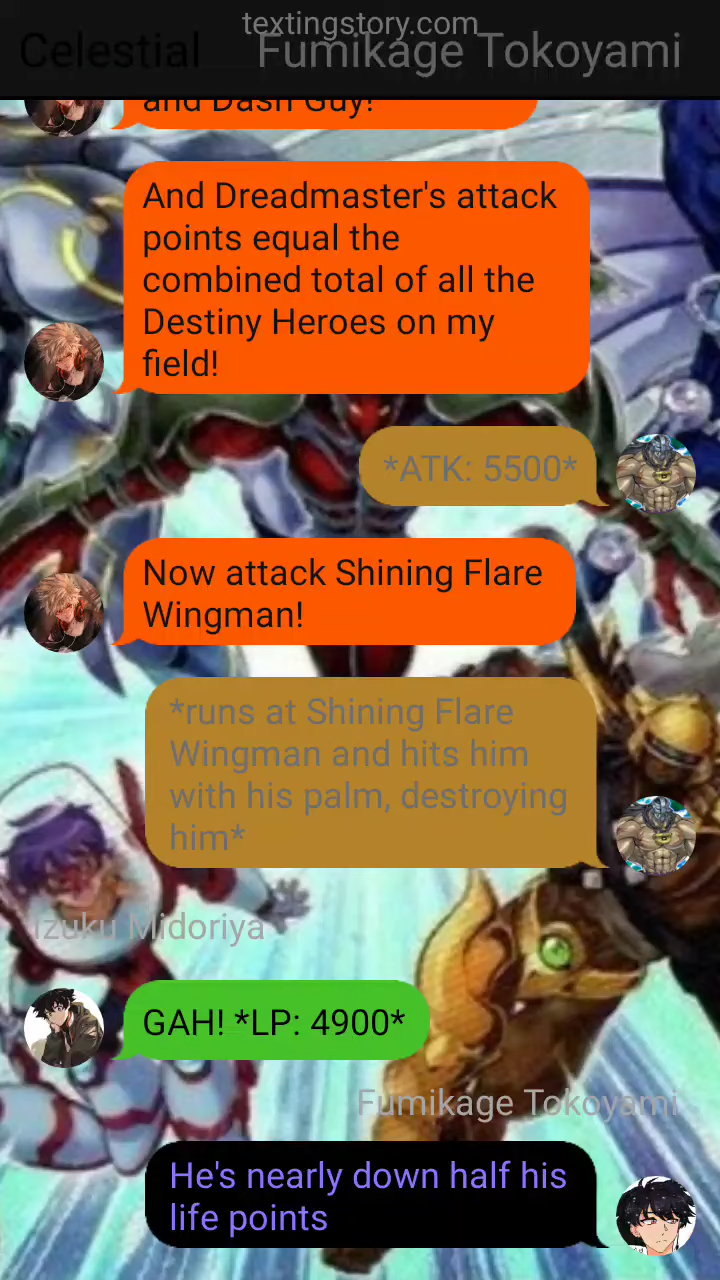 textingstory.com
Celestial Fumikage Tokoyami
and Dash Guy!
And Dreadmaster's attack
points equal the
combined total of all the
Destiny Heroes on my
field!
*ATK: 5500*
Now attack Shining Flare
Wingman!
*runs at Shining Flare
Wingman and hits him
with his palm, destroying
him*
Izuku Midoriya
GAH! *LP: 4900*
Fumikage Tokoyami
He's nearly down half his
life points